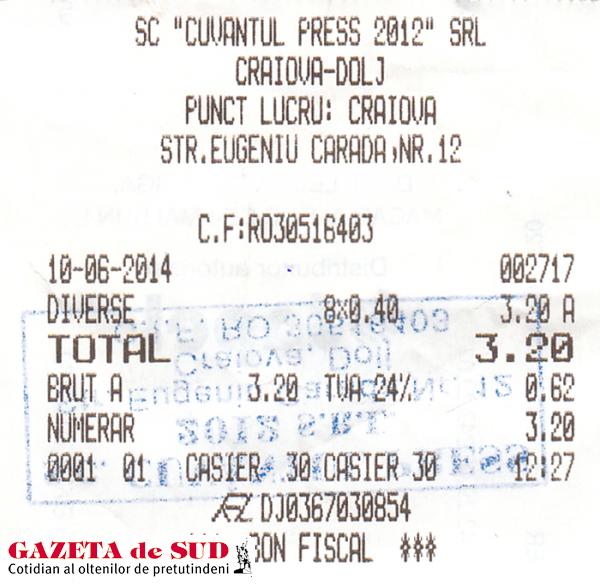 SC "CUVANTUL PRESS 2012" SRL
CRAIOVA-DOLJ
PUNCT LUCRU: CRAIOVA
STR.EUGENIU CARADA,NR.12
C.F:RO30516403
10-06-2014 002717
DIVERSE 8x0.40 3.20 A
TOTAL 3.20
BRUT A 3.20 TVA 24% 0.62
NUMERAR 3.20
0001 01 CASIER 30 CASIER 30 12:27
DJ0367030854
BON FISCAL ***
GAZETA de SUD
Cotidian al oltenilor de pretutindeni